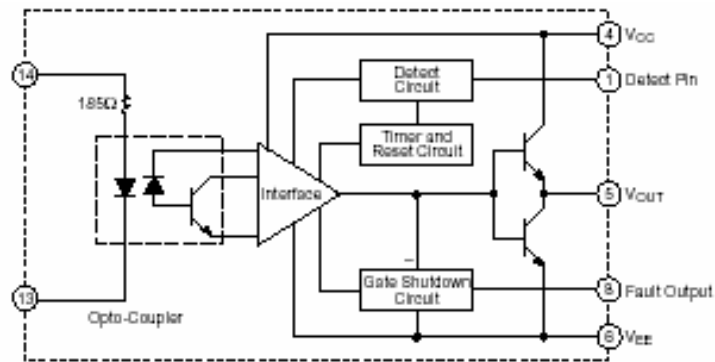 4 VCC
14
Detect
Circuit
1 Detect Pin
185Ω
Timer and
Reset Circuit
Interface
5 VOUT
Gate Shutdown
Circuit
8 Fault Output
13
Opto-Coupler
6 VEE